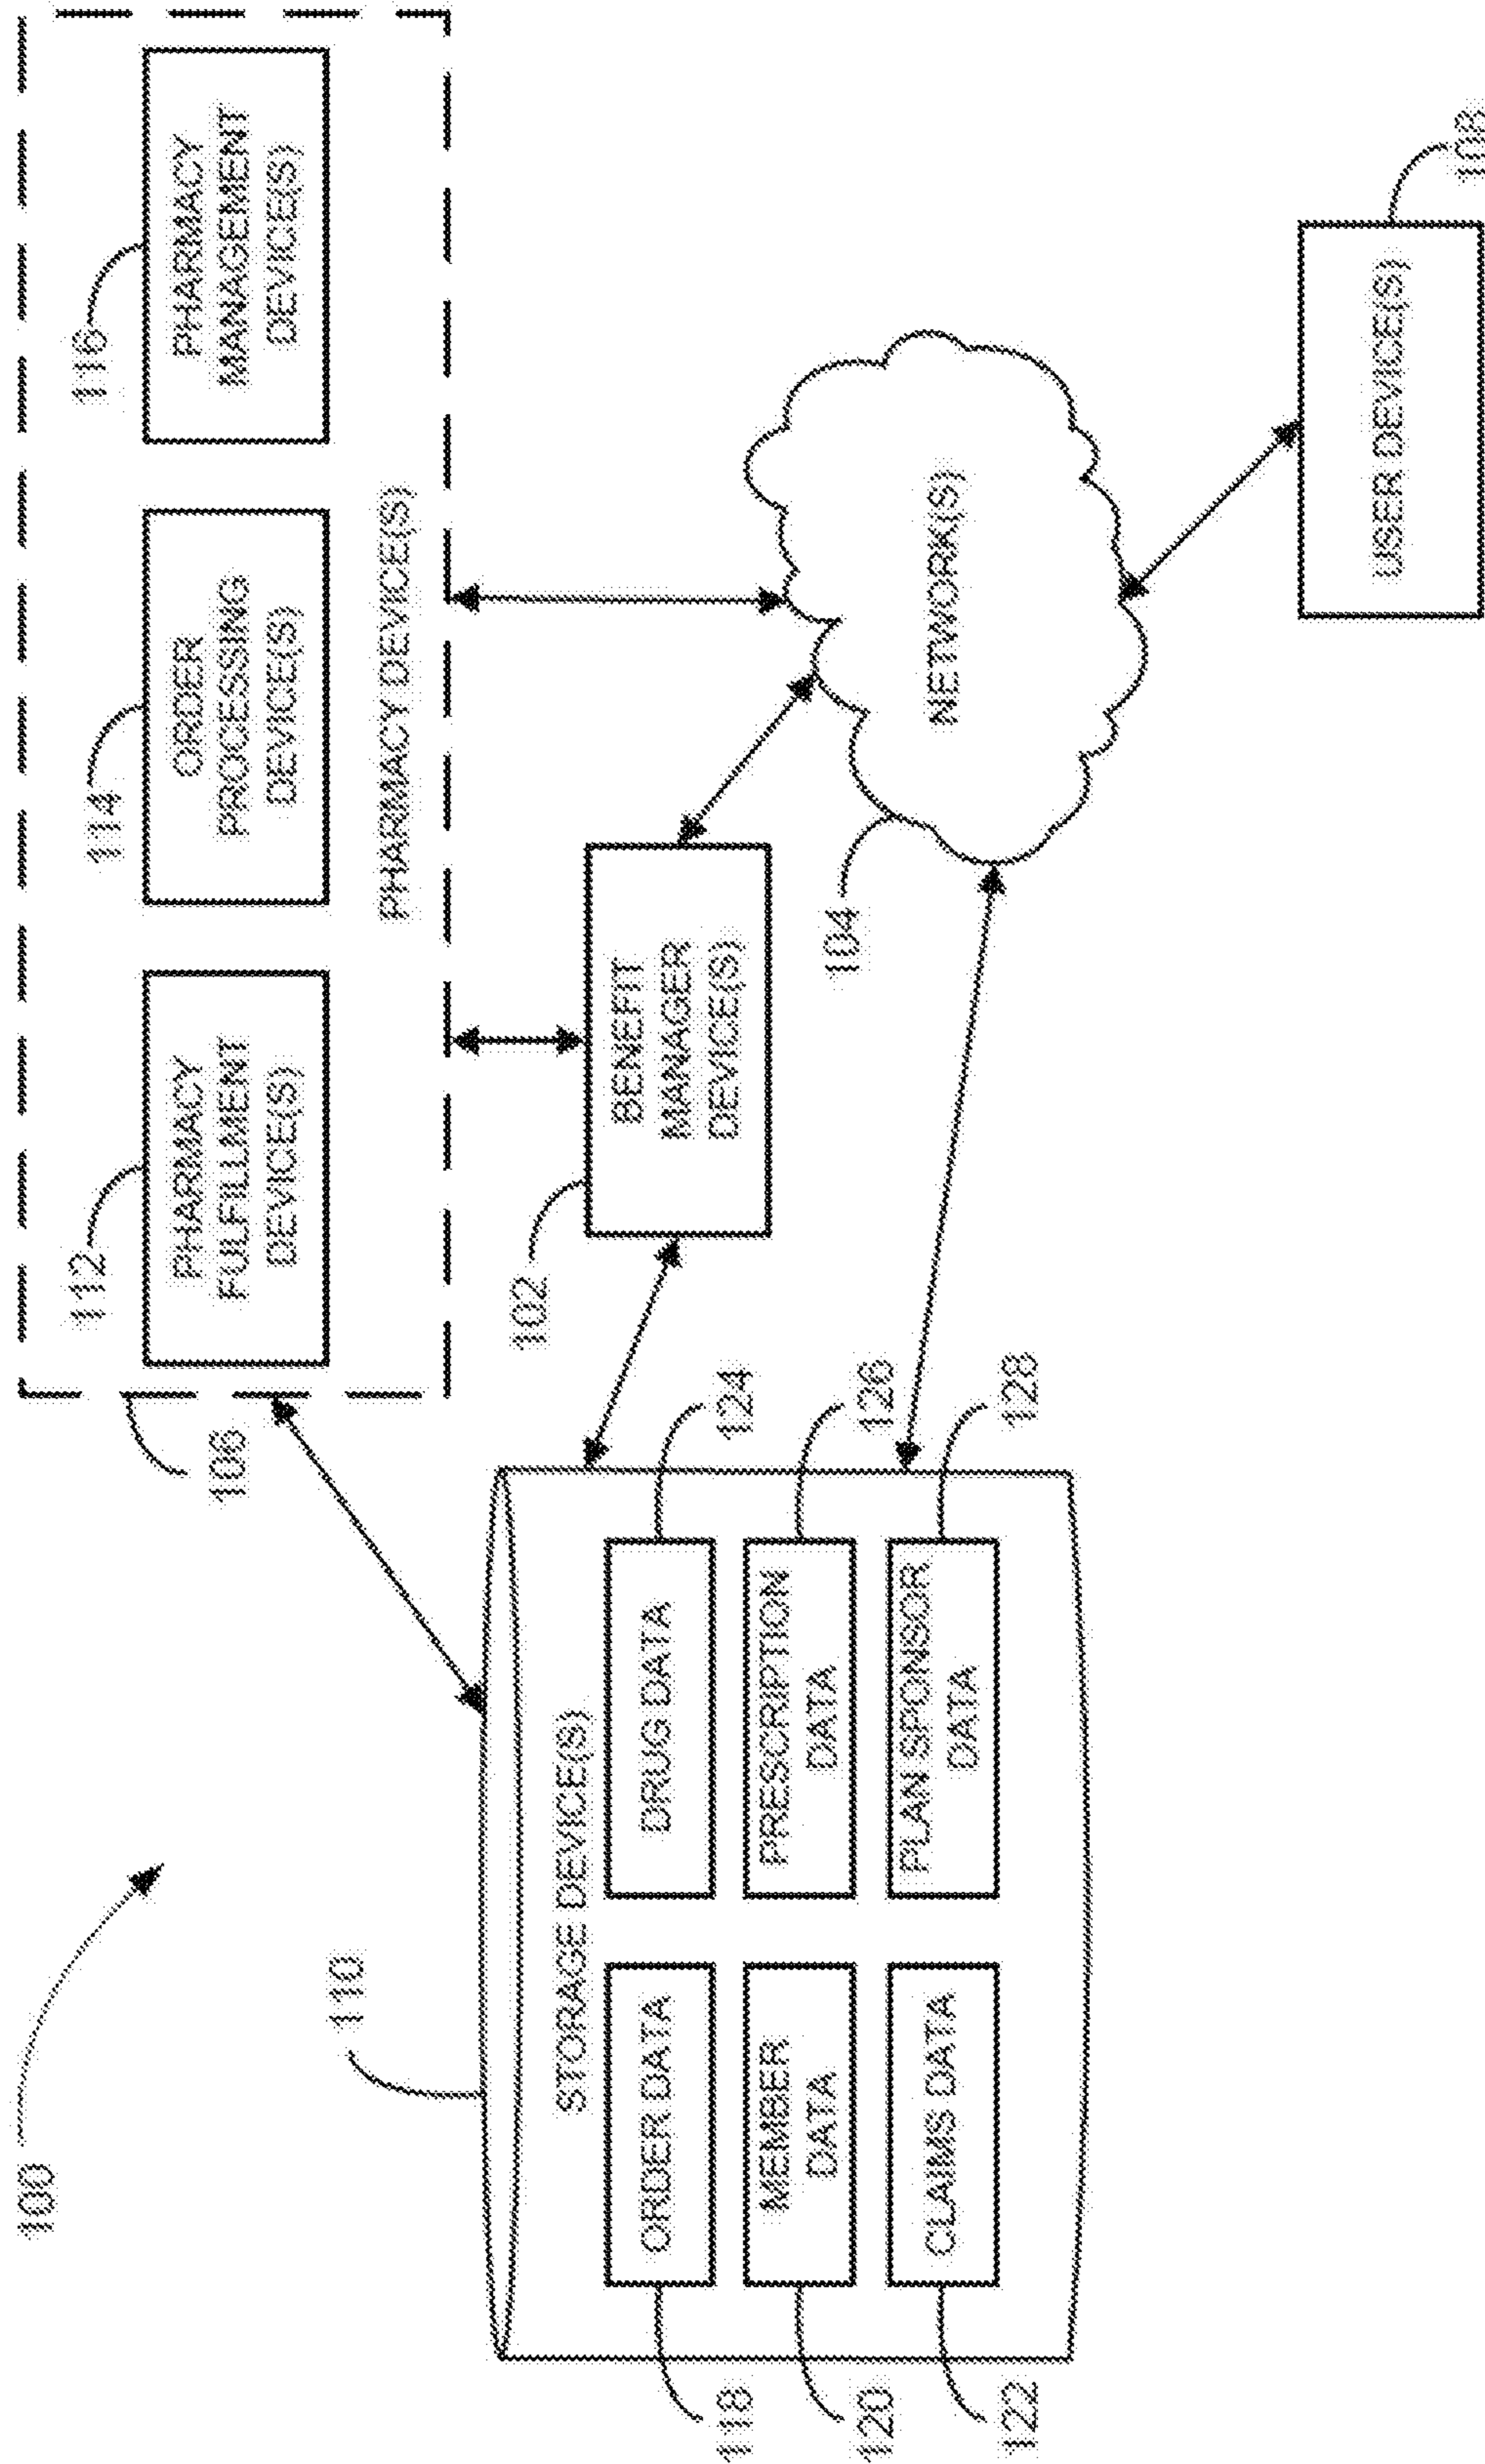 100
110
STORAGE DEVICE(S)
118
ORDER DATA
DRUG DATA
124
120
MEMBER
DATA
PRESCRIPTION
DATA
126
122
CLAIMS DATA
PLAN SPONSOR
DATA
128
106
112
PHARMACY
FULFILLMENT
DEVICE(S)
114
ORDER
PROCESSING
DEVICE(S)
116
PHARMACY
MANAGEMENT
DEVICE(S)
PHARMACY DEVICE(S)
102
BENEFIT
MANAGER
DEVICE(S)
104
NETWORK(S)
USER DEVICE(S)
108